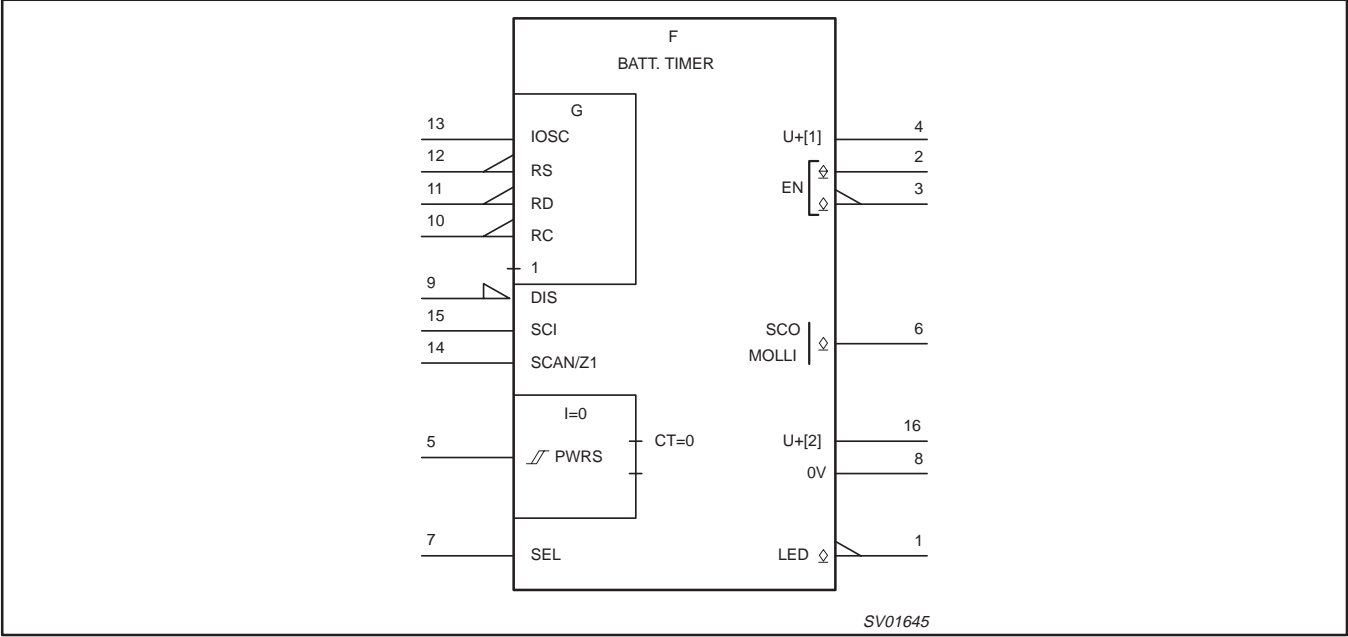 F
BATT. TIMER
G
13 IOSC U+[1] 4
12 RS 2
EN
11 RD 3
10 RC
1
9 DIS
15 SCI SCO 6
14 SCAN/Z1 MOLLI
I=0
5 PWRS CT=0 U+[2] 16
0V 8
7 SEL LED 1
SV01645